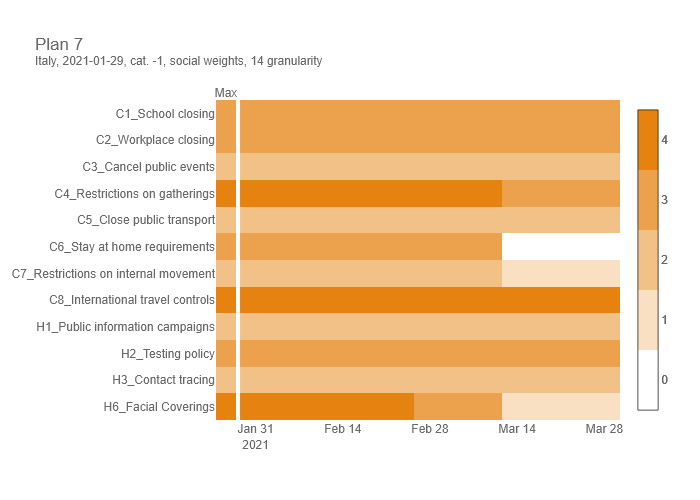 Plan 7
Italy, 2021-01-29, cat. -1, social weights, 14 granularity
Max
C1_School closing
C2_Workplace closing
C3_Cancel public events
C4_Restrictions on gatherings
C5_Close public transport
C6_Stay at home requirements
C7_Restrictions on internal movement
C8_International travel controls
H1_Public information campaigns
H2_Testing policy
H3_Contact tracing
H6_Facial Coverings
Jan 31 Feb 14 Feb 28 Mar 14 Mar 28
2021
4
3
2
1
0